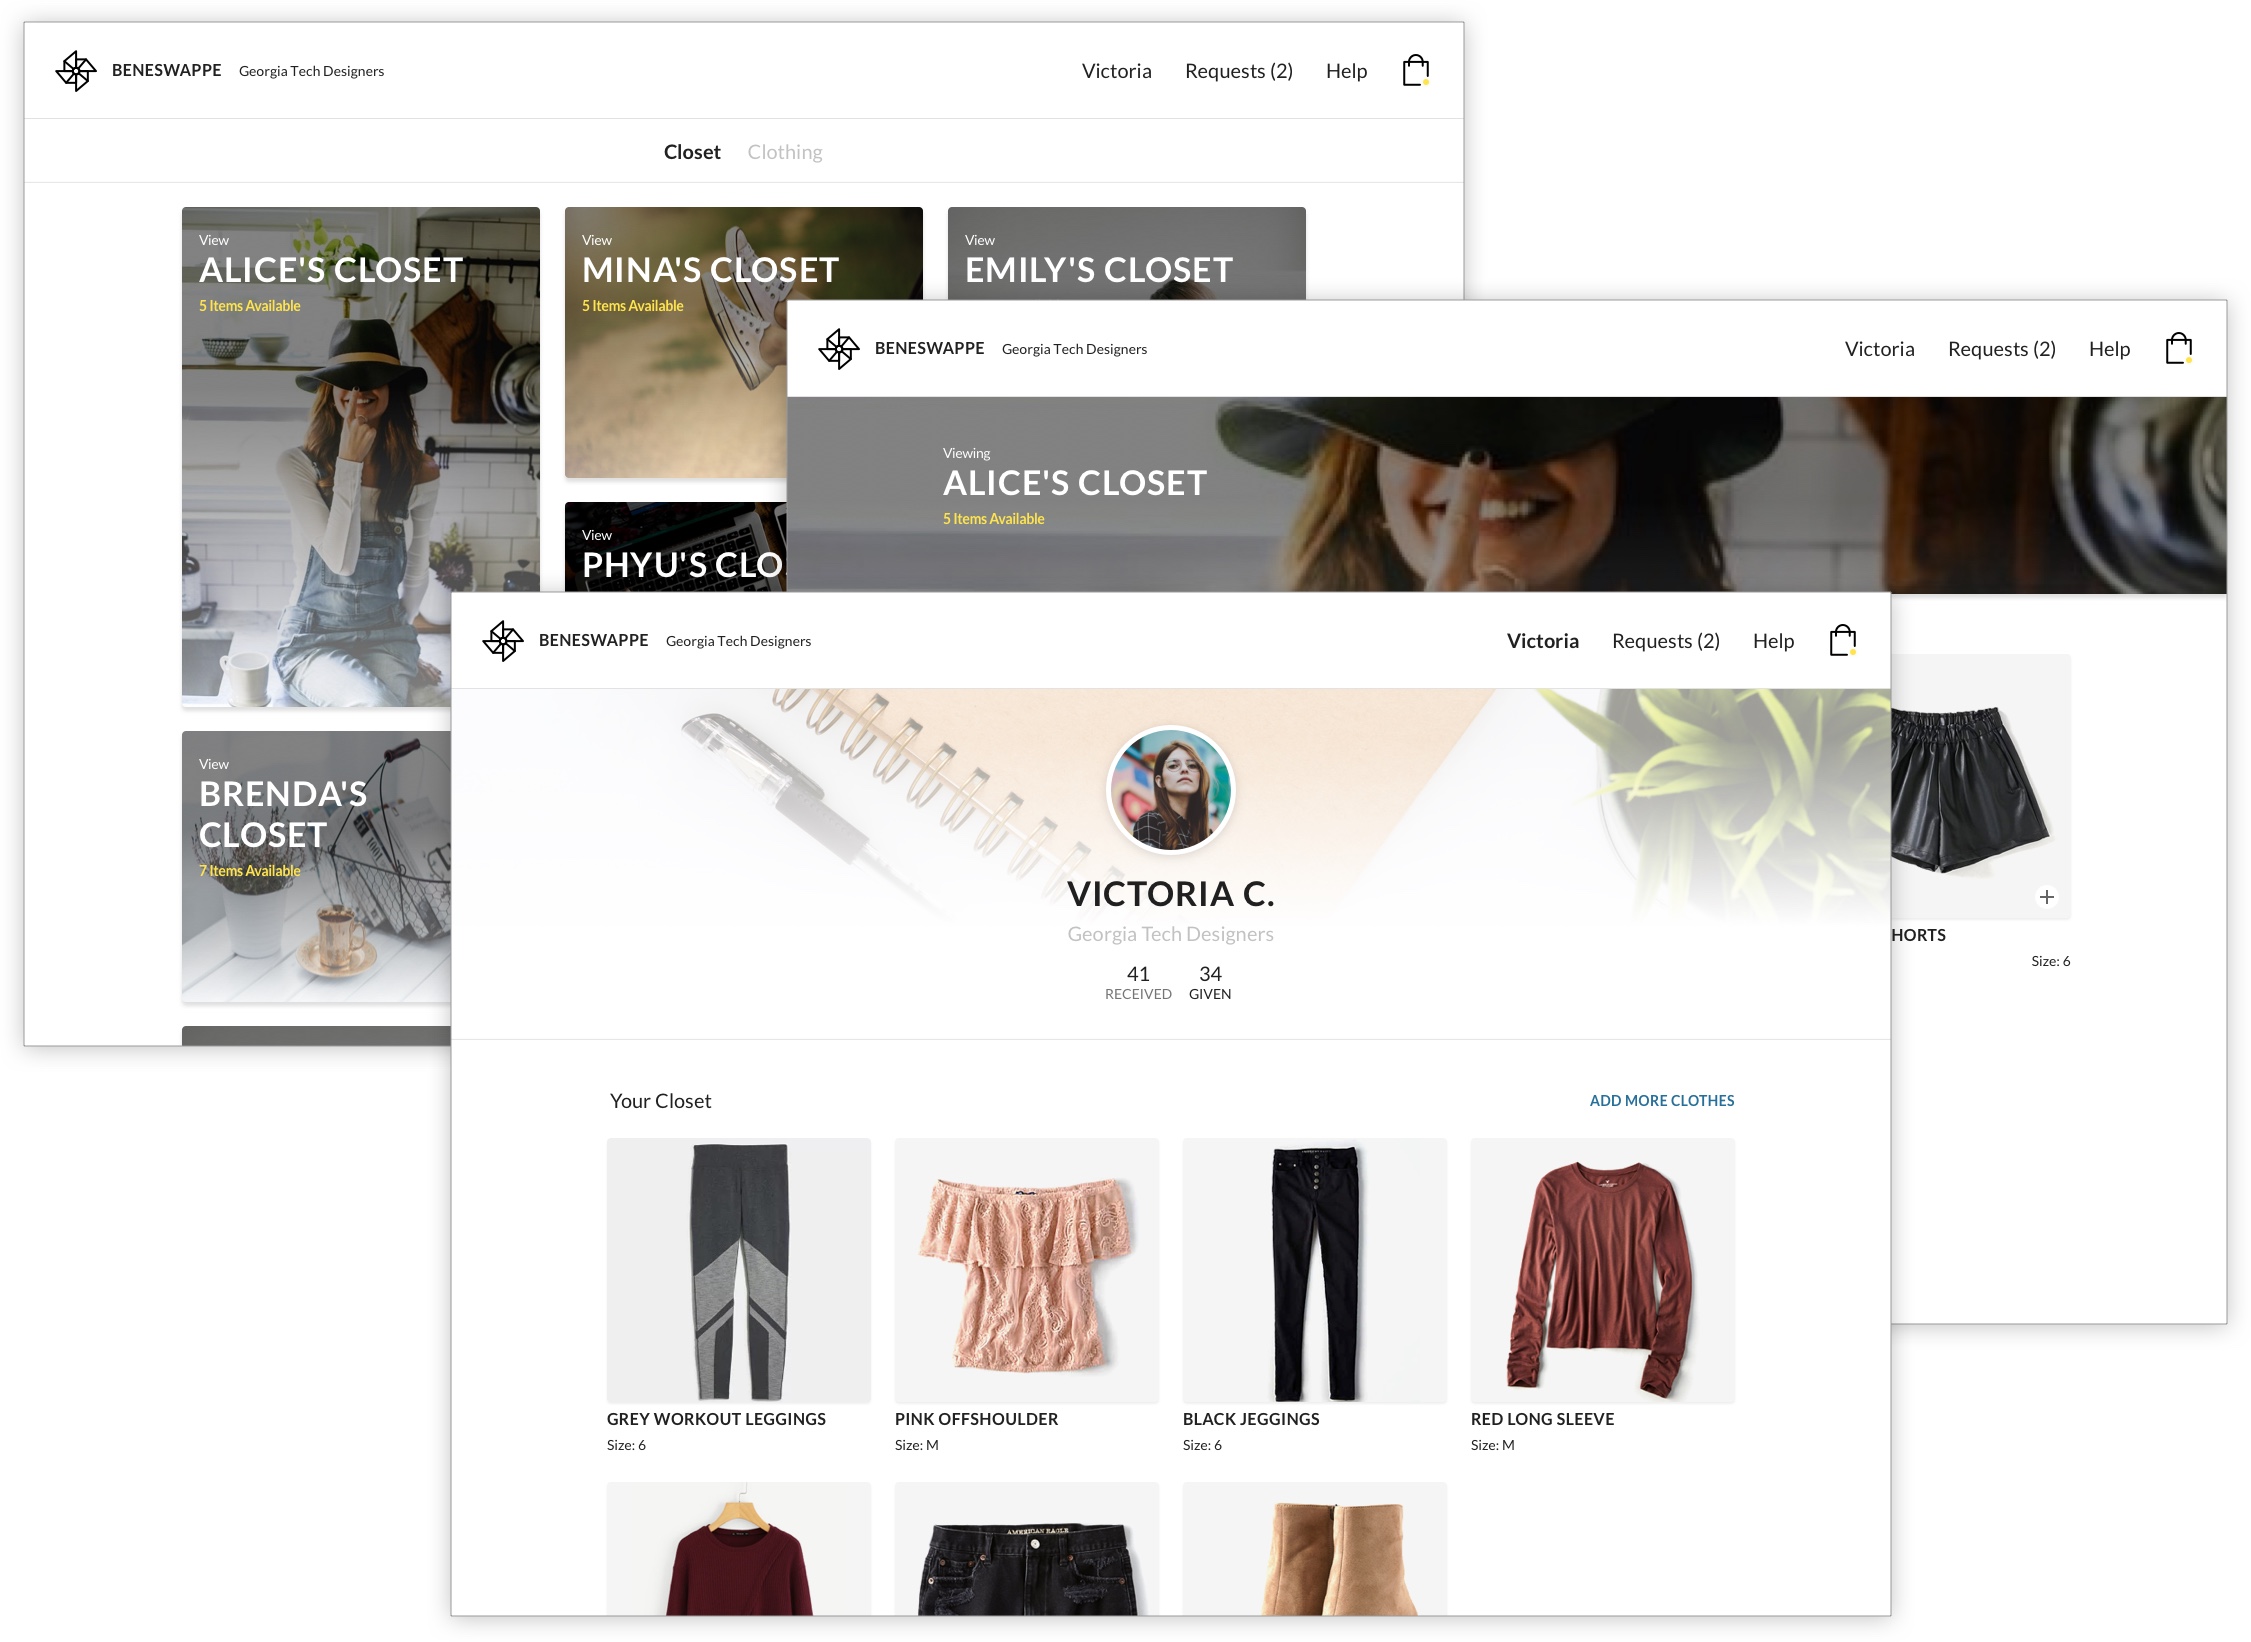 BENESWAPPE Georgia Tech Designers Victoria Requests (2) Help
Closet Clothing
View
ALICE'S CLOSET
5 Items Available
View
MINA'S CLOSET
5 Items Available
View
EMILY'S CLOSET
View
PHYU'S CLO
View
BRENDA'S
CLOSET
7 Items Available
BENESWAPPE Georgia Tech Designers Victoria Requests (2) Help
Viewing
ALICE'S CLOSET
5 Items Available
HORTS
Size: 6
BENESWAPPE Georgia Tech Designers Victoria Requests (2) Help
VICTORIA C.
Georgia Tech Designers
41 34
RECEIVED GIVEN
Your Closet ADD MORE CLOTHES
GREY WORKOUT LEGGINGS
Size: 6
PINK OFFSHOULDER
Size: M
BLACK JEGGINGS
Size: 6
RED LONG SLEEVE
Size: M
AMERICAN EAGLE